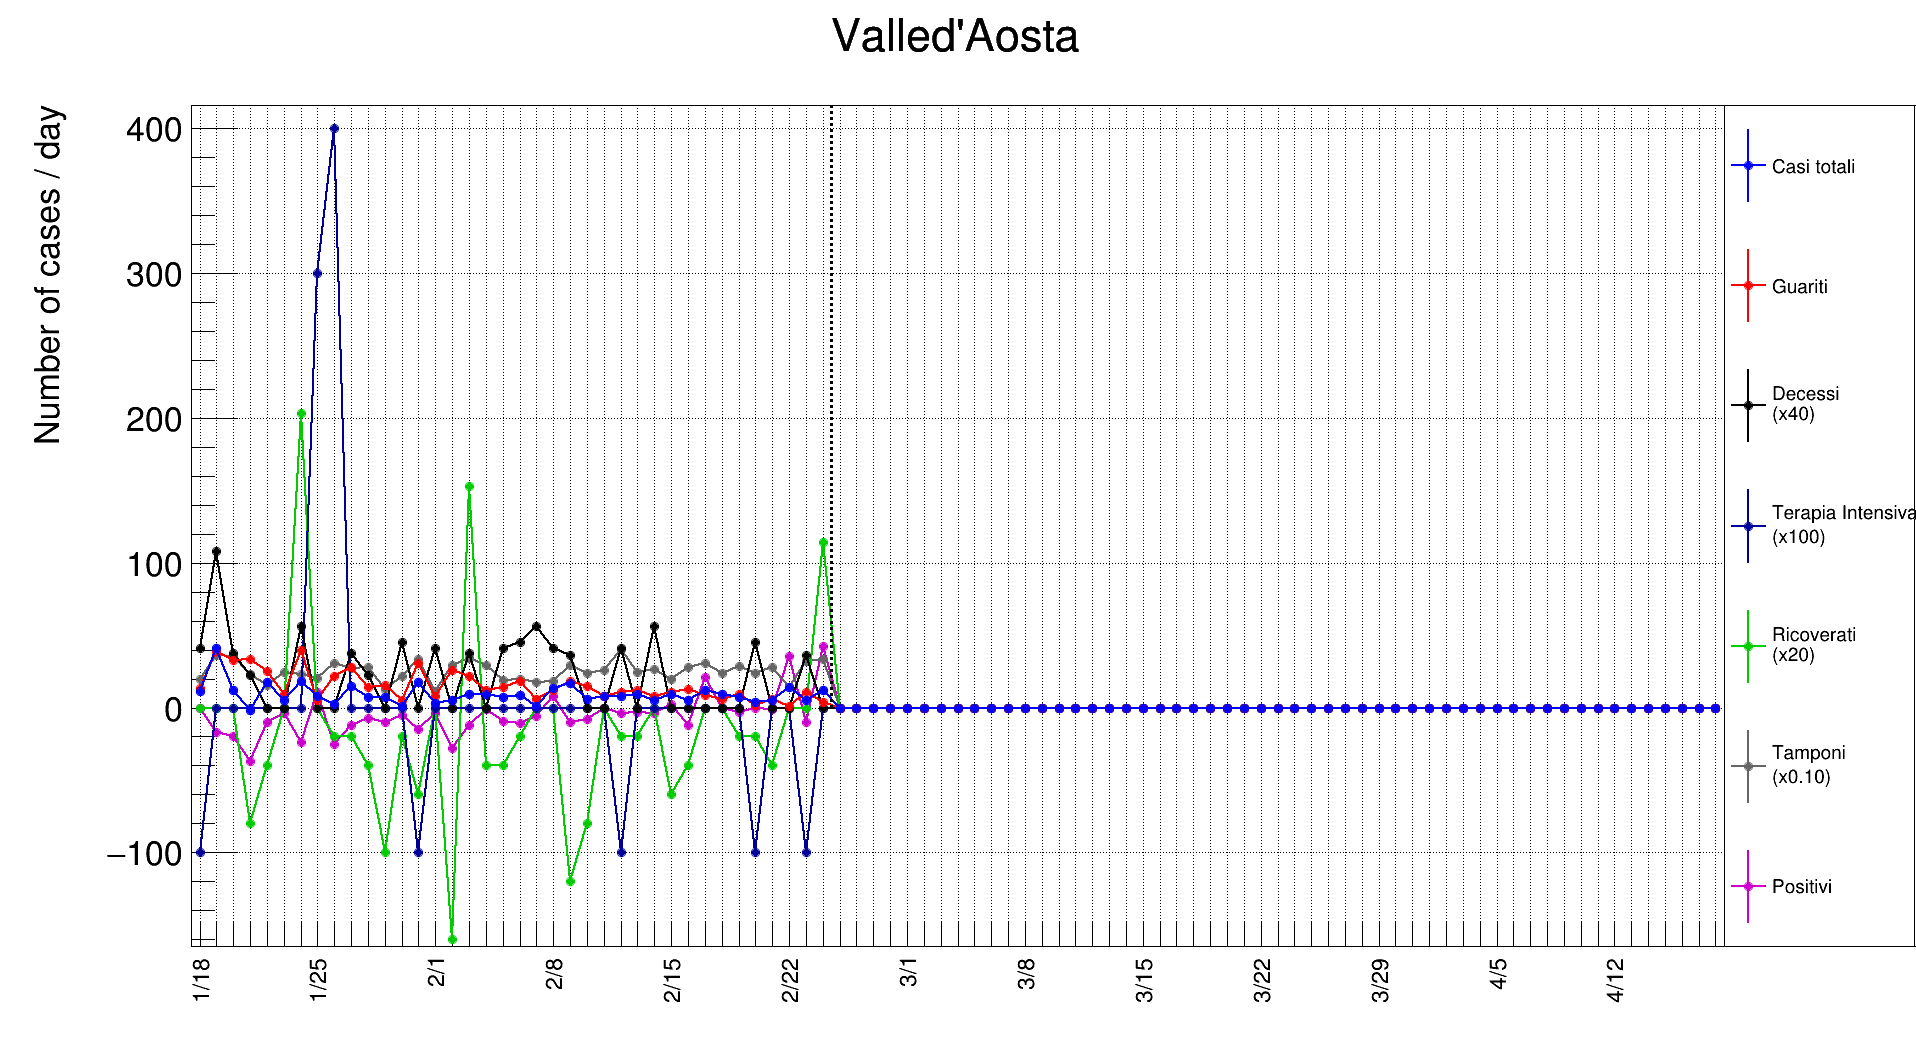 Valled'Aosta
Number of cases / day
400
300
200
100
0
−100
1/18
1/25
2/1
2/8
2/15
2/22
3/1
3/8
3/15
3/22
3/29
4/5
4/12
Casi totali
Guariti
Decessi
(x40)
Terapia Intensiva
(x100)
Ricoverati
(x20)
Tamponi
(x0.10)
Positivi